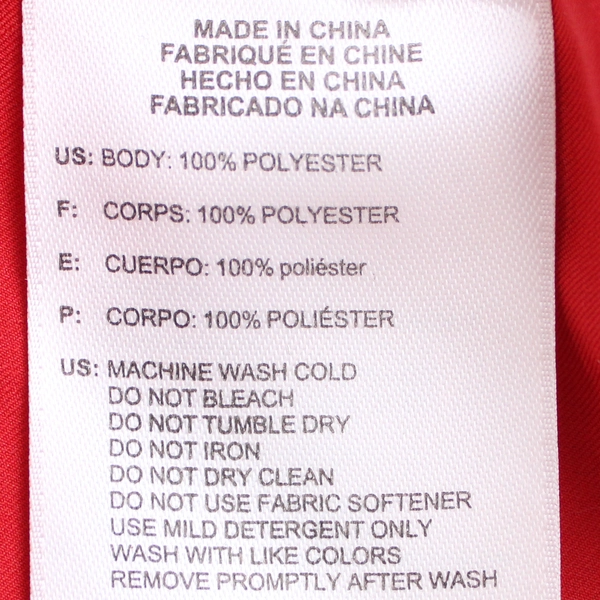 MADE IN CHINA
FABRIQUÉ EN CHINE
HECHO EN CHINA
FABRICADO NA CHINA
US: BODY: 100% POLYESTER
F: CORPS: 100% POLYESTER
E: CUERPO: 100% poliéster
P: CORPO: 100% POLIÉSTER
US: MACHINE WASH COLD
DO NOT BLEACH
DO NOT TUMBLE DRY
DO NOT IRON
DO NOT DRY CLEAN
DO NOT USE FABRIC SOFTENER
USE MILD DETERGENT ONLY
WASH WITH LIKE COLORS
REMOVE PROMPTLY AFTER WASH